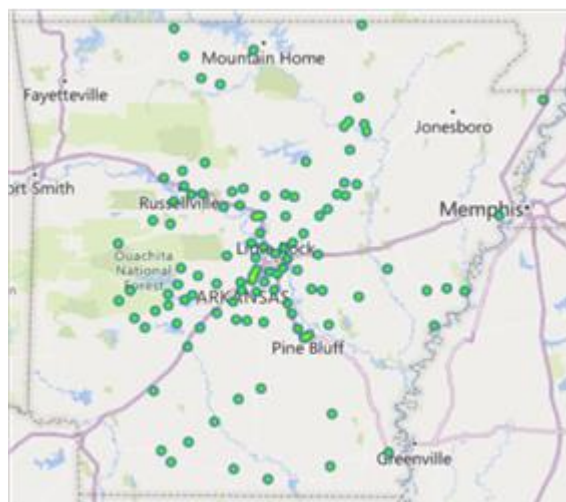 Mountain Home
Fayetteville
Jonesboro
ort Smith
Russellville
Memphis
Little Rock
Ouachita
National
Forest
ARKANSAS
Pine Bluff
Greenville